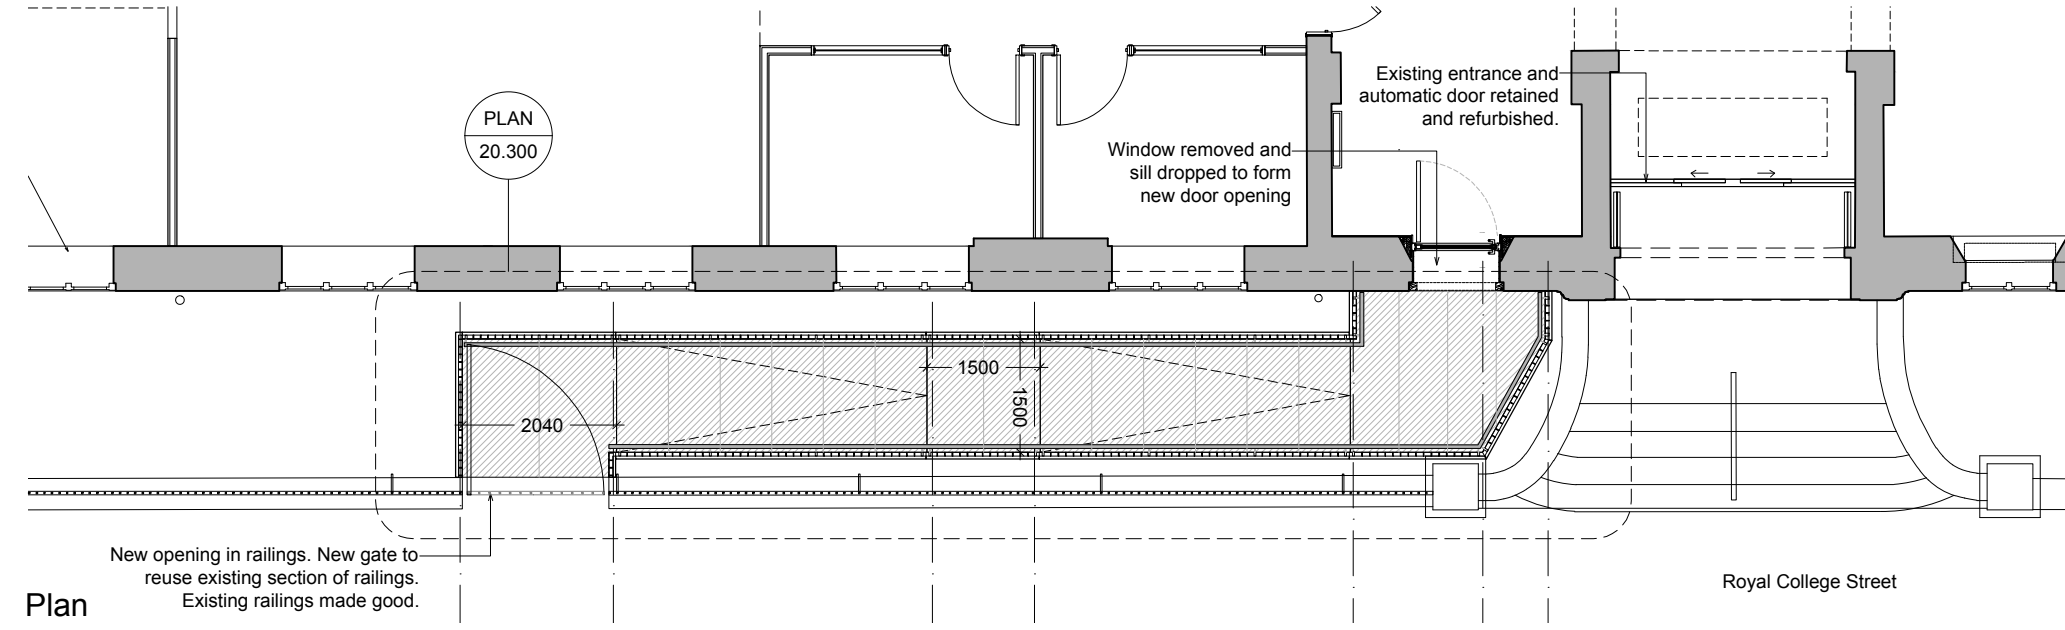 PLAN
20.300
Existing entrance and
automatic door retained
and refurbished.
Window removed and
sill dropped to form
new door opening
1500
1500
2040
New opening in railings. New gate to
reuse existing section of railings.
Existing railings made good.
Royal College Street
Plan